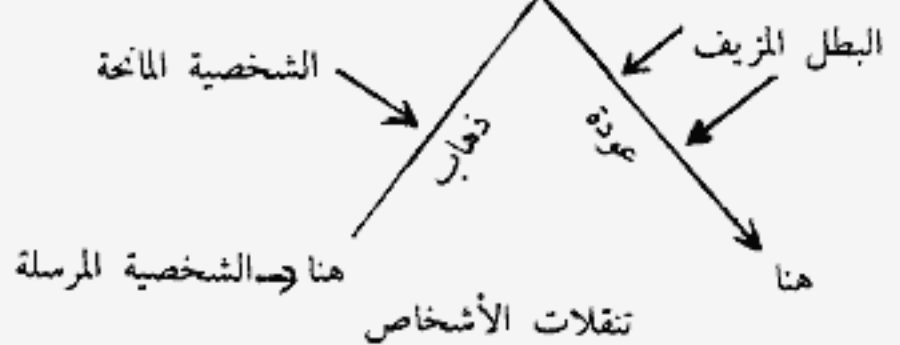 البطل المزيف
الشخصية المانحة
ذهاب
عودة
هنا
هنا الشخصية المرسلة
تنقلات الأشخاص